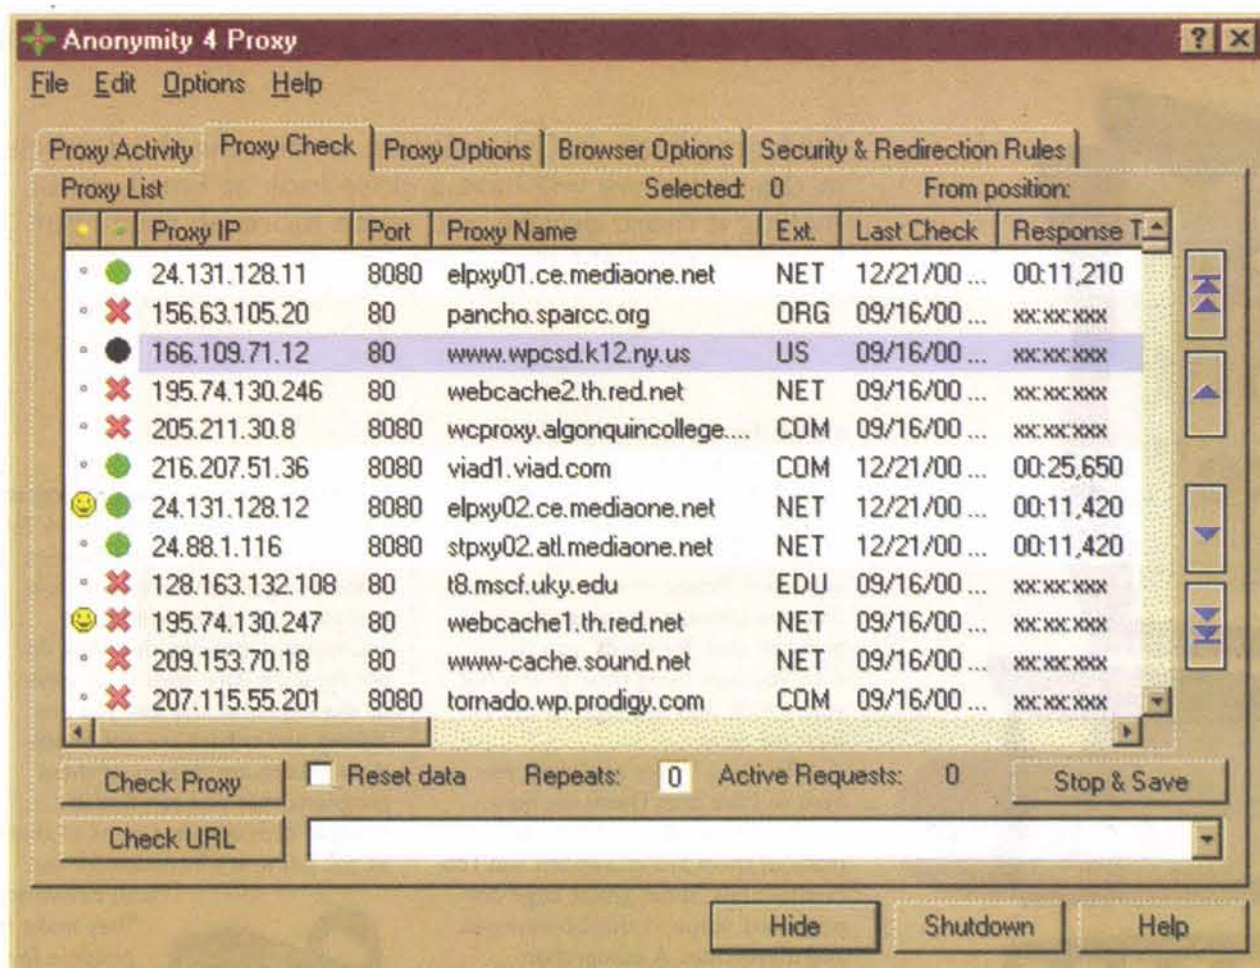 Anonymity 4 Proxy
File Edit Options Help
Proxy Activity Proxy Check Proxy Options Browser Options Security & Redirection Rules
Proxy List Selected: 0 From position:
Proxy IP Port Proxy Name Ext. Last Check Response T
24.131.128.11 8080 elpxy01.ce.mediaone.net NET 12/21/00 ... 00:11,210
156.63.105.20 80 pancho.sparcc.org ORG 09/16/00 ... xx:xx:xxx
166.109.71.12 80 www.wpcsd.k12.ny.us US 09/16/00 ... xx:xx:xxx
195.74.130.246 80 webcache2.th.red.net NET 09/16/00 ... xx:xx:xxx
205.211.30.8 8080 wcproxy.algonquincollege.... COM 09/16/00 ... xx:xx:xxx
216.207.51.36 8080 viad1.viad.com COM 12/21/00 ... 00:25,650
24.131.128.12 8080 elpxy02.ce.mediaone.net NET 12/21/00 ... 00:11,420
24.88.1.116 8080 stpxy02.atl.mediaone.net NET 12/21/00 ... 00:11,420
128.163.132.108 80 t8.mscf.uky.edu EDU 09/16/00 ... xx:xx:xxx
195.74.130.247 80 webcache1.th.red.net NET 09/16/00 ... xx:xx:xxx
209.153.70.18 80 www-cache.sound.net NET 09/16/00 ... xx:xx:xxx
207.115.55.201 8080 tornado.wp.prodigy.com COM 09/16/00 ... xx:xx:xxx
Check Proxy Reset data Repeats: 0 Active Requests: 0 Stop & Save
Check URL
Hide Shutdown Help